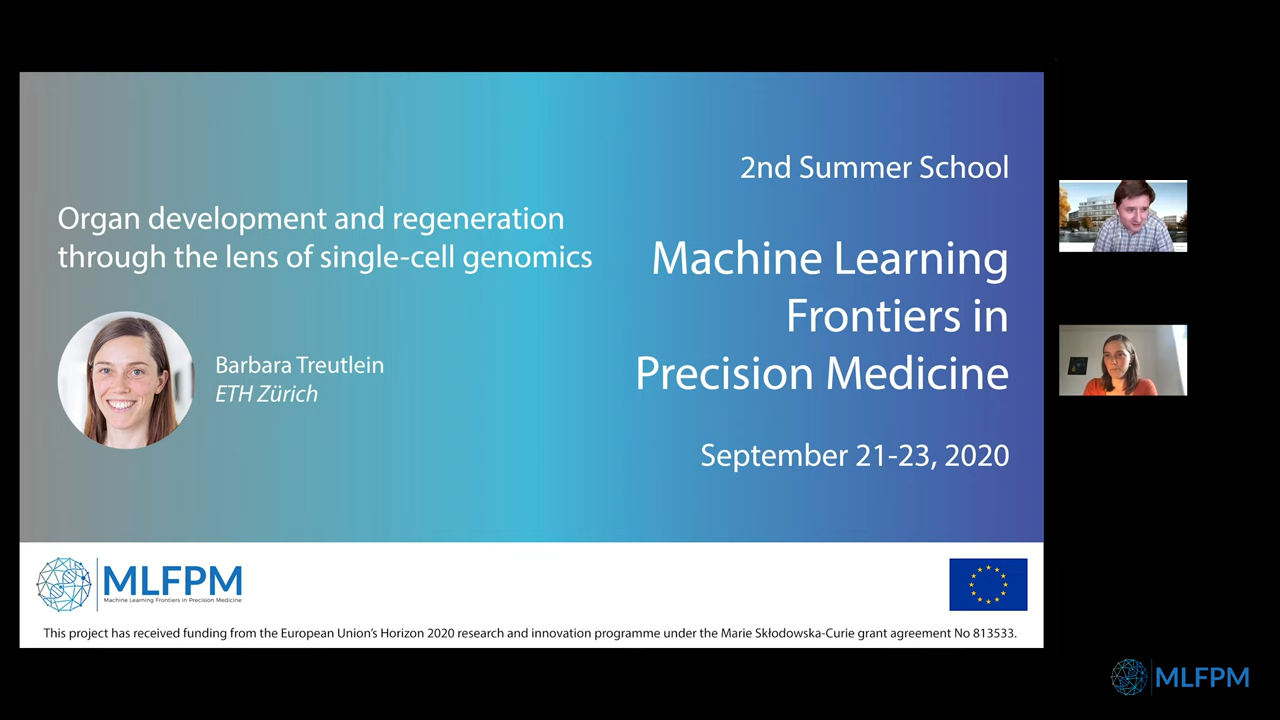 2nd Summer School
Organ development and regeneration
through the lens of single-cell genomics
Machine Learning
Frontiers in
Precision Medicine
Barbara Treutlein
ETH Zürich
September 21-23, 2020
MLFPM
Machine Learning Frontiers in Precision Medicine
This project has received funding from the European Union's Horizon 2020 research and innovation programme under the Marie Skłodowska-Curie grant agreement No 813533.
MLFPM